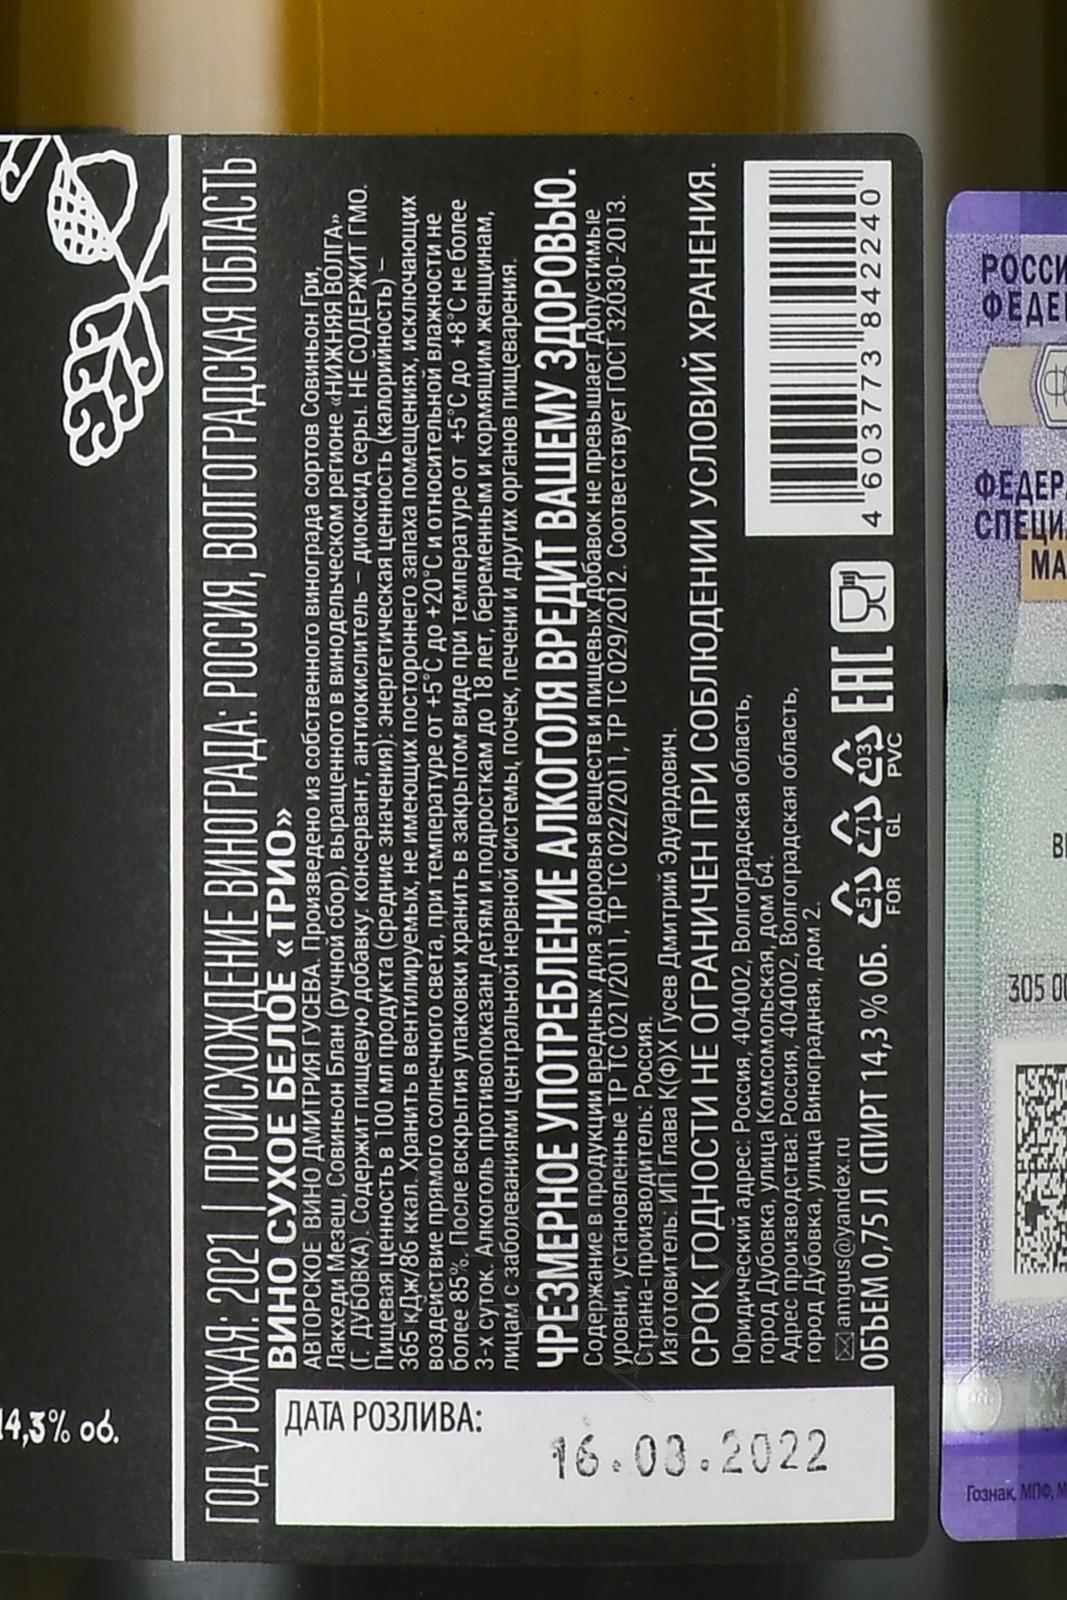 14,3% об.
ГОД УРОЖАЯ: 2021 | ПРОИСХОЖДЕНИЕ ВИНОГРАДА: РОССИЯ, ВОЛГОГРАДСКАЯ ОБЛАСТЬ
ВИНО СУХОЕ БЕЛОЕ «ТРИО»
АВТОРСКОЕ ВИНО ДМИТРИЯ ГУСЕВА. Произведено из собственного винограда сортов Совиньон Гри,
Лакхеди Мезеш, Совиньон Блан (ручной сбор), выращенного в винодельческом регионе «НИЖНЯЯ ВОЛГА»
(Г. ДУБОВКА). Содержит пищевую добавку: консервант, антиокислитель – диоксид серы. НЕ СОДЕРЖИТ ГМО.
Пищевая ценность в 100 мл продукта (средние значения): энергетическая ценность (калорийность) –
365 кДж/86 ккал. Хранить в вентилируемых, не имеющих постороннего запаха помещениях, исключающих
воздействие прямого солнечного света, при температуре от +5°С до +20°С и относительной влажности не
более 85%. После вскрытия упаковки хранить в закрытом виде при температуре от +5°С до +8°С не более
3-х суток. Алкоголь противопоказан детям и подросткам до 18 лет, беременным и кормящим женщинам,
лицам с заболеваниями центральной нервной системы, почек, печени и других органов пищеварения.
ЧРЕЗМЕРНОЕ УПОТРЕБЛЕНИЕ АЛКОГОЛЯ ВРЕДИТ ВАШЕМУ ЗДОРОВЬЮ.
Содержание в продукции вредных для здоровья веществ и пищевых добавок не превышает допустимые
уровни, установленные ТР ТС 021/2011, ТР ТС 022/2011, ТР ТС 029/2012. Соответствует ГОСТ 32030-2013.
Страна-производитель: Россия.
Изготовитель: ИП Глава К(Ф)Х Гусев Дмитрий Эдуардович.
СРОК ГОДНОСТИ НЕ ОГРАНИЧЕН ПРИ СОБЛЮДЕНИИ УСЛОВИЙ ХРАНЕНИЯ.
Юридический адрес: Россия, 404002, Волгоградская область,
город Дубовка, улица Комсомольская, дом 64.
Адрес производства: Россия, 404002, Волгоградская область,
город Дубовка, улица Виноградная, дом 2.
amgus@yandex.ru
ОБЪЕМ 0,75 Л СПИРТ 14,3 % ОБ.
51 71 03
FOR GL PVC
EAC
4 603773 842240
ДАТА РОЗЛИВА:
16.03.2022
РОССИ
ФЕДЕ
ФЕДЕР
СПЕЦИ
МА
305 0
Гознак, МПФ, М